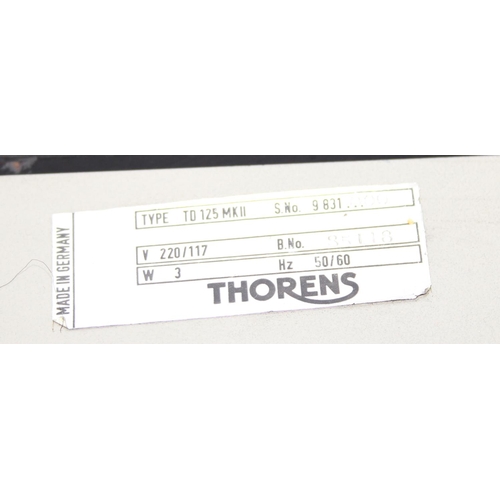 MADE IN GERMANY
TYPE TD 125 MKII S.No. 9 831
V 220/117 B.No.
W 3 Hz 50/60
THORENS